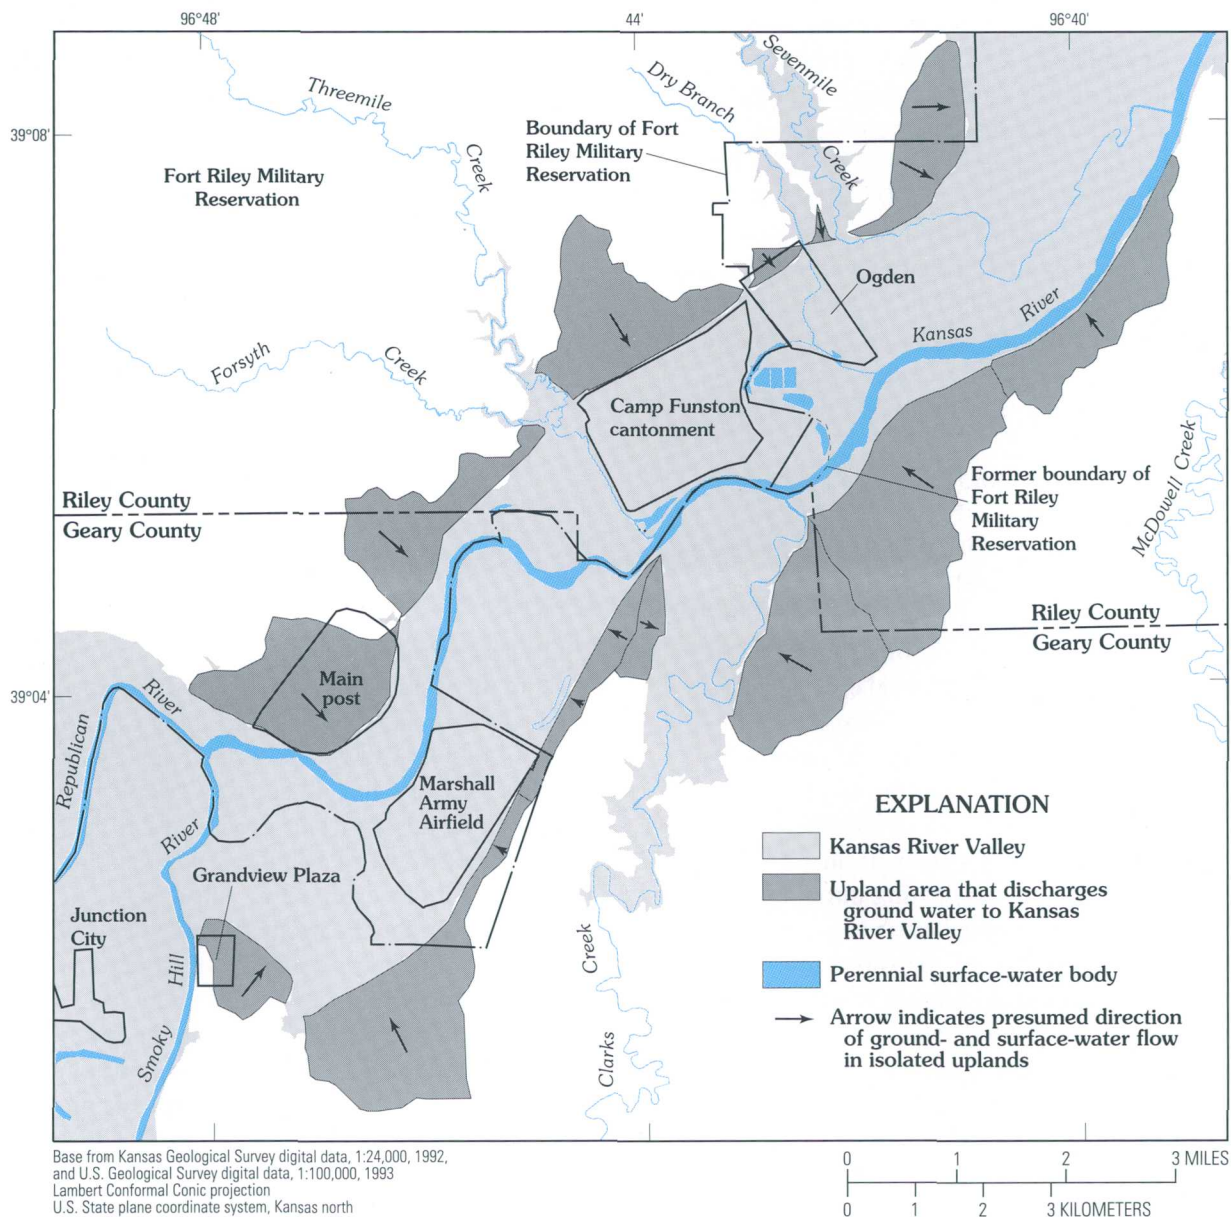 96°48'
44'
96°40'
39°08'
39°04'
Threemile
Creek
Dry Branch
Sevenmile
Creek
Boundary of Fort
Riley Military
Reservation
Fort Riley Military
Reservation
Ogden
Kansas
River
Forsyth
Creek
Camp Funston
cantonment
McDowell Creek
Former boundary of
Fort Riley
Military
Reservation
Riley County
Geary County
Riley County
Geary County
Main
post
Republican
River
Marshall
Army
Airfield
River
Hill
Smoky
Grandview Plaza
Junction
City
Creek
Clarks
EXPLANATION
Kansas River Valley
Upland area that discharges
ground water to Kansas
River Valley
Perennial surface-water body
Arrow indicates presumed direction
of ground- and surface-water flow
in isolated uplands
Base from Kansas Geological Survey digital data, 1:24,000, 1992,
and U.S. Geological Survey digital data, 1:100,000, 1993
Lambert Conformal Conic projection
U.S. State plane coordinate system, Kansas north
0 1 2 3 MILES
0 1 2 3 KILOMETERS